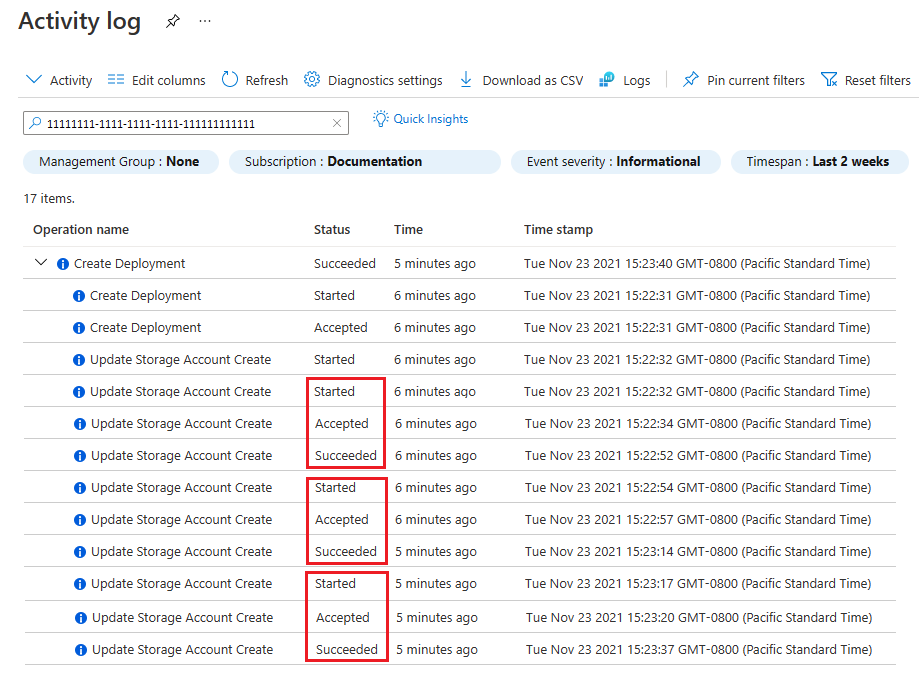 Activity log ...
Activity Edit columns Refresh Diagnostics settings Download as CSV Logs Pin current filters Reset filters
11111111-1111-1111-1111-111111111111 Quick Insights
Management Group : None Subscription : Documentation Event severity : Informational Timespan : Last 2 weeks
17 items.
Operation name Status Time Time stamp
Create Deployment Succeeded 5 minutes ago Tue Nov 23 2021 15:23:40 GMT-0800 (Pacific Standard Time)
Create Deployment Started 6 minutes ago Tue Nov 23 2021 15:22:31 GMT-0800 (Pacific Standard Time)
Create Deployment Accepted 6 minutes ago Tue Nov 23 2021 15:22:31 GMT-0800 (Pacific Standard Time)
Update Storage Account Create Started 6 minutes ago Tue Nov 23 2021 15:22:32 GMT-0800 (Pacific Standard Time)
Update Storage Account Create Started 6 minutes ago Tue Nov 23 2021 15:22:32 GMT-0800 (Pacific Standard Time)
Update Storage Account Create Accepted 6 minutes ago Tue Nov 23 2021 15:22:34 GMT-0800 (Pacific Standard Time)
Update Storage Account Create Succeeded 6 minutes ago Tue Nov 23 2021 15:22:52 GMT-0800 (Pacific Standard Time)
Update Storage Account Create Started 6 minutes ago Tue Nov 23 2021 15:22:54 GMT-0800 (Pacific Standard Time)
Update Storage Account Create Accepted 6 minutes ago Tue Nov 23 2021 15:22:57 GMT-0800 (Pacific Standard Time)
Update Storage Account Create Succeeded 5 minutes ago Tue Nov 23 2021 15:23:14 GMT-0800 (Pacific Standard Time)
Update Storage Account Create Started 5 minutes ago Tue Nov 23 2021 15:23:17 GMT-0800 (Pacific Standard Time)
Update Storage Account Create Accepted 5 minutes ago Tue Nov 23 2021 15:23:20 GMT-0800 (Pacific Standard Time)
Update Storage Account Create Succeeded 5 minutes ago Tue Nov 23 2021 15:23:37 GMT-0800 (Pacific Standard Time)